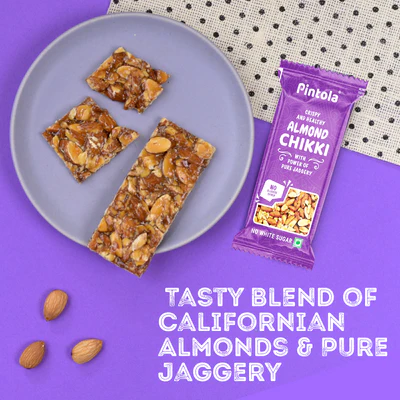 Pintola
CRISPY
AND HEALTHY
ALMOND
CHIKKI
WITH
POWER OF
PURE JAGGERY
NO
NO WHITE SUGAR
TASTY BLEND OF
CALIFORNIAN
ALMONDS & PURE
JAGGERY